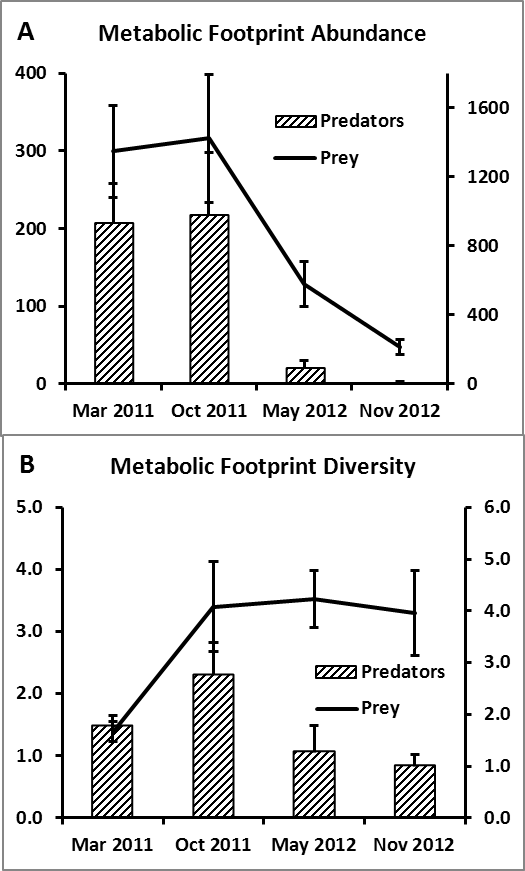 A Metabolic Footprint Abundance
400
300
200
100
0
1600
1200
800
400
0
Predators
Prey
Mar 2011 Oct 2011 May 2012 Nov 2012
B Metabolic Footprint Diversity
5.0
4.0
3.0
2.0
1.0
0.0
6.0
5.0
4.0
3.0
2.0
1.0
0.0
Predators
Prey
Mar 2011 Oct 2011 May 2012 Nov 2012